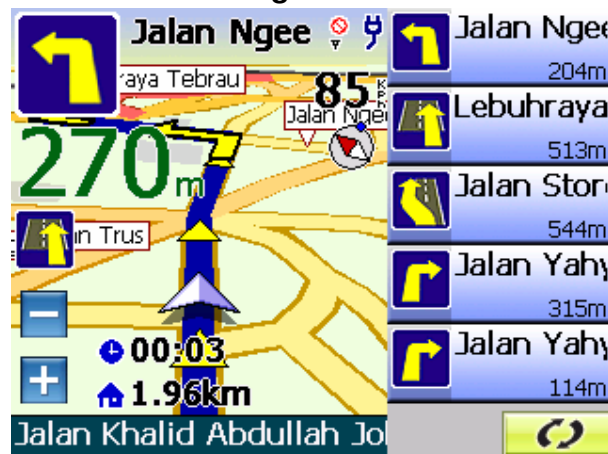 Jalan Ngee
raya Tebrau
85
Jalan Nge
270m
n Trus
00:03
1.96km
Jalan Khalid Abdullah Jo
Jalan Ngee
204m
Lebuhraya
513m
Jalan Stor
544m
Jalan Yahy
315m
Jalan Yahy
114m